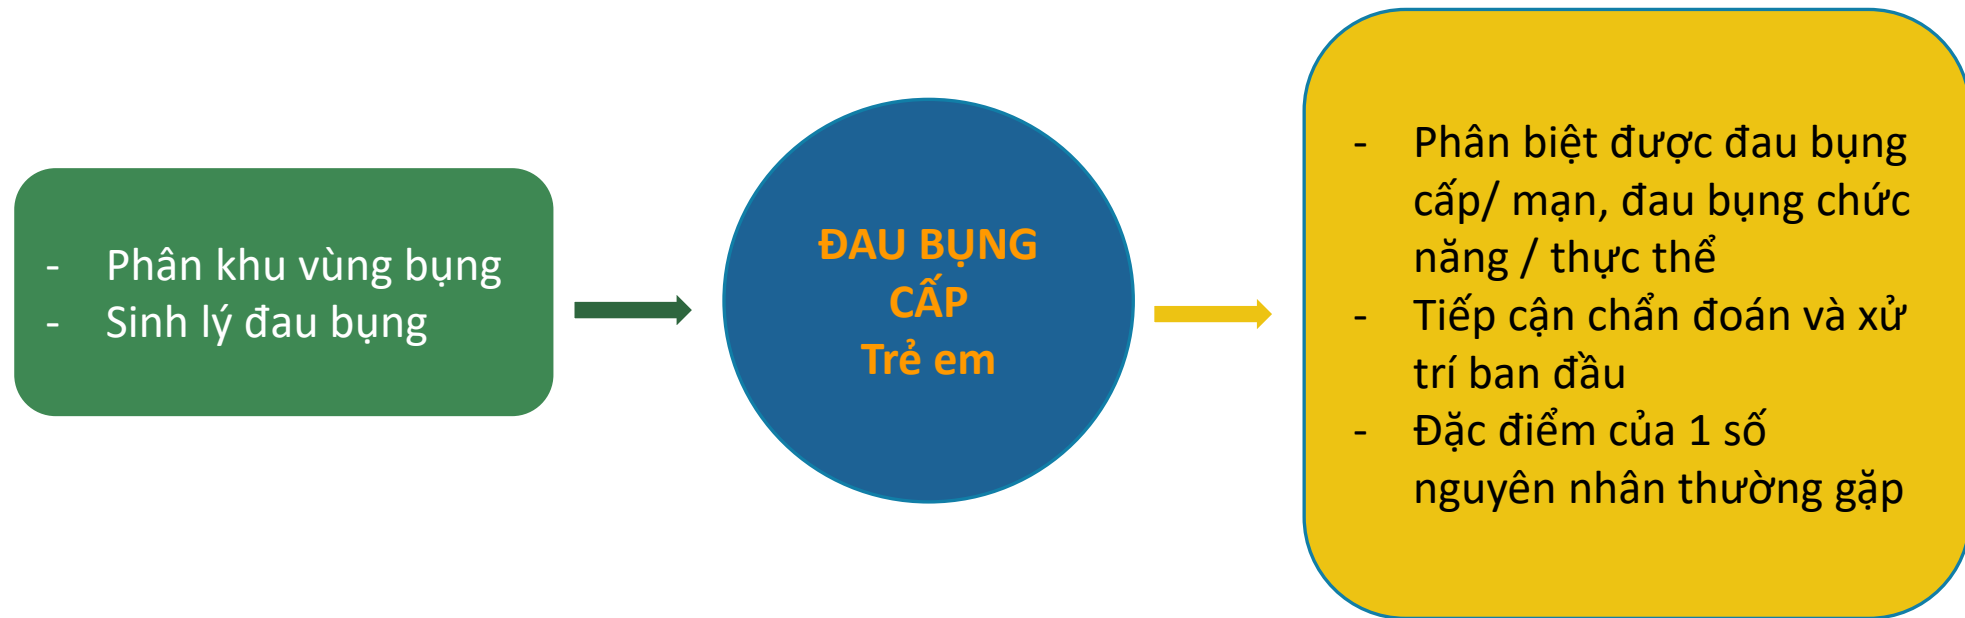 - Phân khu vùng bụng
- Sinh lý đau bụng
ĐAU BỤNG
CẤP
Trẻ em
- Phân biệt được đau bụng
cấp/ mạn, đau bụng chức
năng / thực thể
- Tiếp cận chẩn đoán và xử
trí ban đầu
- Đặc điểm của 1 số
nguyên nhân thường gặp